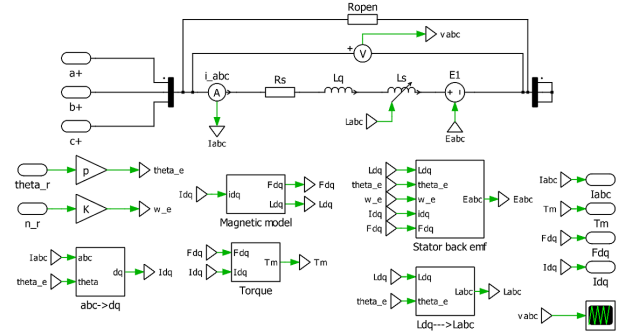 Ropen
V
v abc
a+
i_abc
Rs
Lq
Ls
E1
A
b+
c+
Labc
Iabc
Eabc
theta_r
p
theta_e
n_r
K
w_e
Idq
idq
Fdq
Fdq
Ldq
Ldq
Magnetic model
Ldq
Ldq
theta_e
theta_e
w_e
w_e
Idq
idq
Fdq
Fdq
Eabc
Eabc
Stator back emf
Iabc
Iabc
Tm
Tm
Fdq
Fdq
Idq
Idq
Iabc
abc
theta_e
theta
dq
Idq
abc->dq
Fdq
Fdq
Idq
Idq
Tm
Tm
Torque
Ldq
Ldq
theta_e
theta_e
Labc
Labc
Ldq--->Labc
v abc